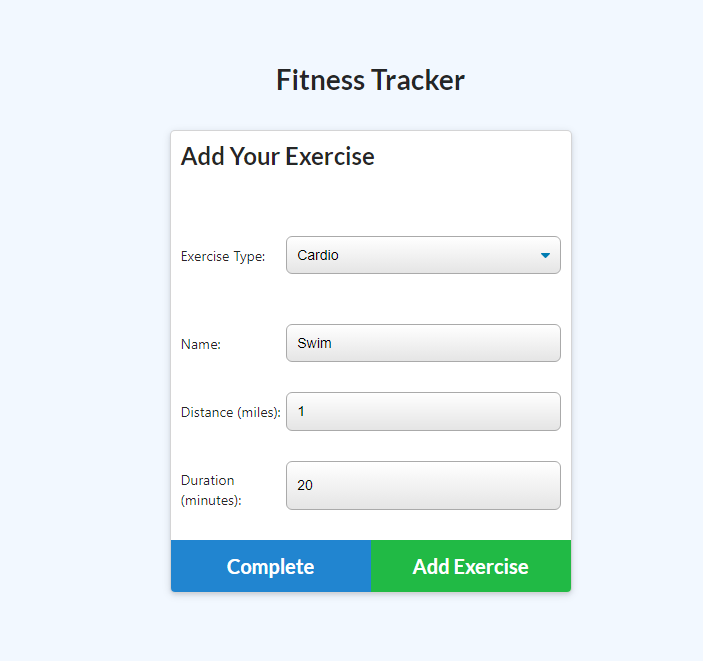 Fitness Tracker
Add Your Exercise
Exercise Type: Cardio
Name: Swim
Distance (miles): 1
Duration
(minutes): 20
Complete Add Exercise